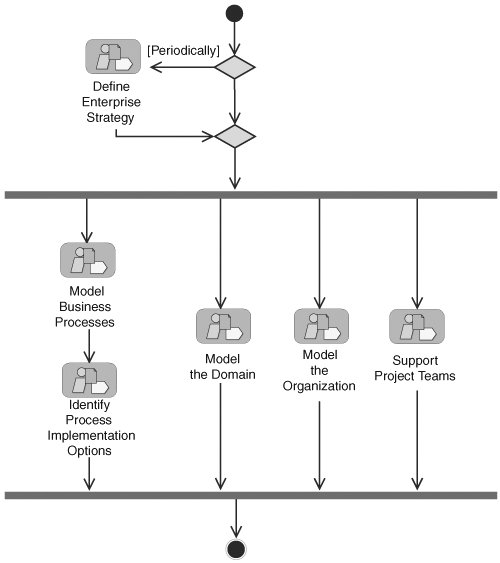 [Periodically]
Define
Enterprise
Strategy
Model
Business
Processes
Identify
Process
Implementation
Options
Model
the Domain
Model
the
Organization
Support
Project Teams